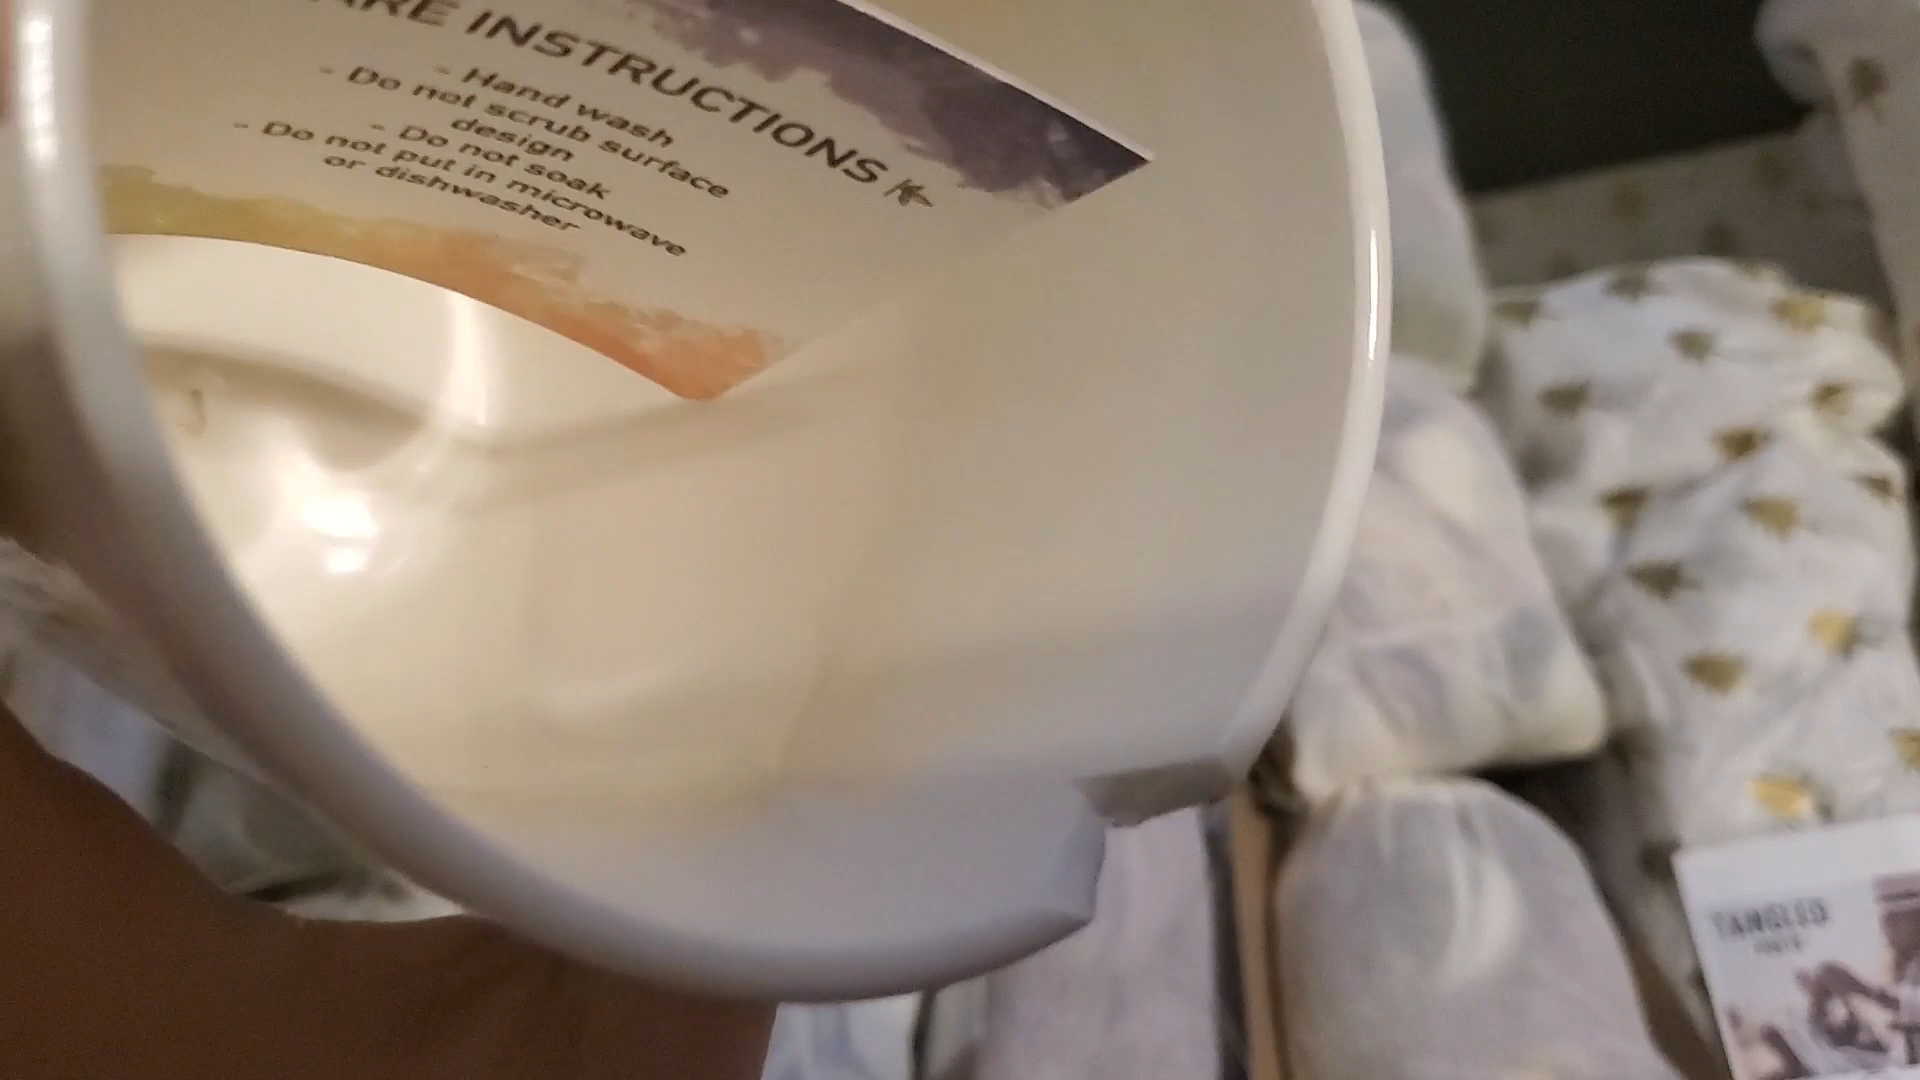 ARE INSTRUCTIONS
- Hand wash
- Do not scrub surface
design
- Do not soak
- Do not put in microwave
or dishwasher
TANGLED